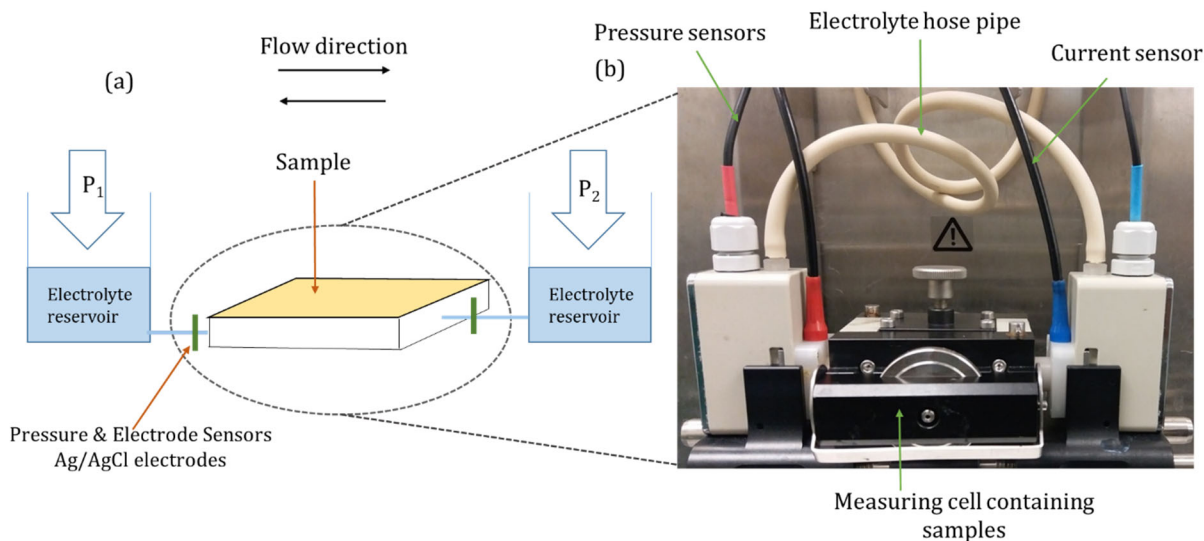 Flow direction
(a)
P1
Sample
P2
Electrolyte
reservoir
Electrolyte
reservoir
Pressure & Electrode Sensors
Ag/AgCl electrodes
Electrolyte hose pipe
Pressure sensors
(b)
Current sensor
Measuring cell containing
samples